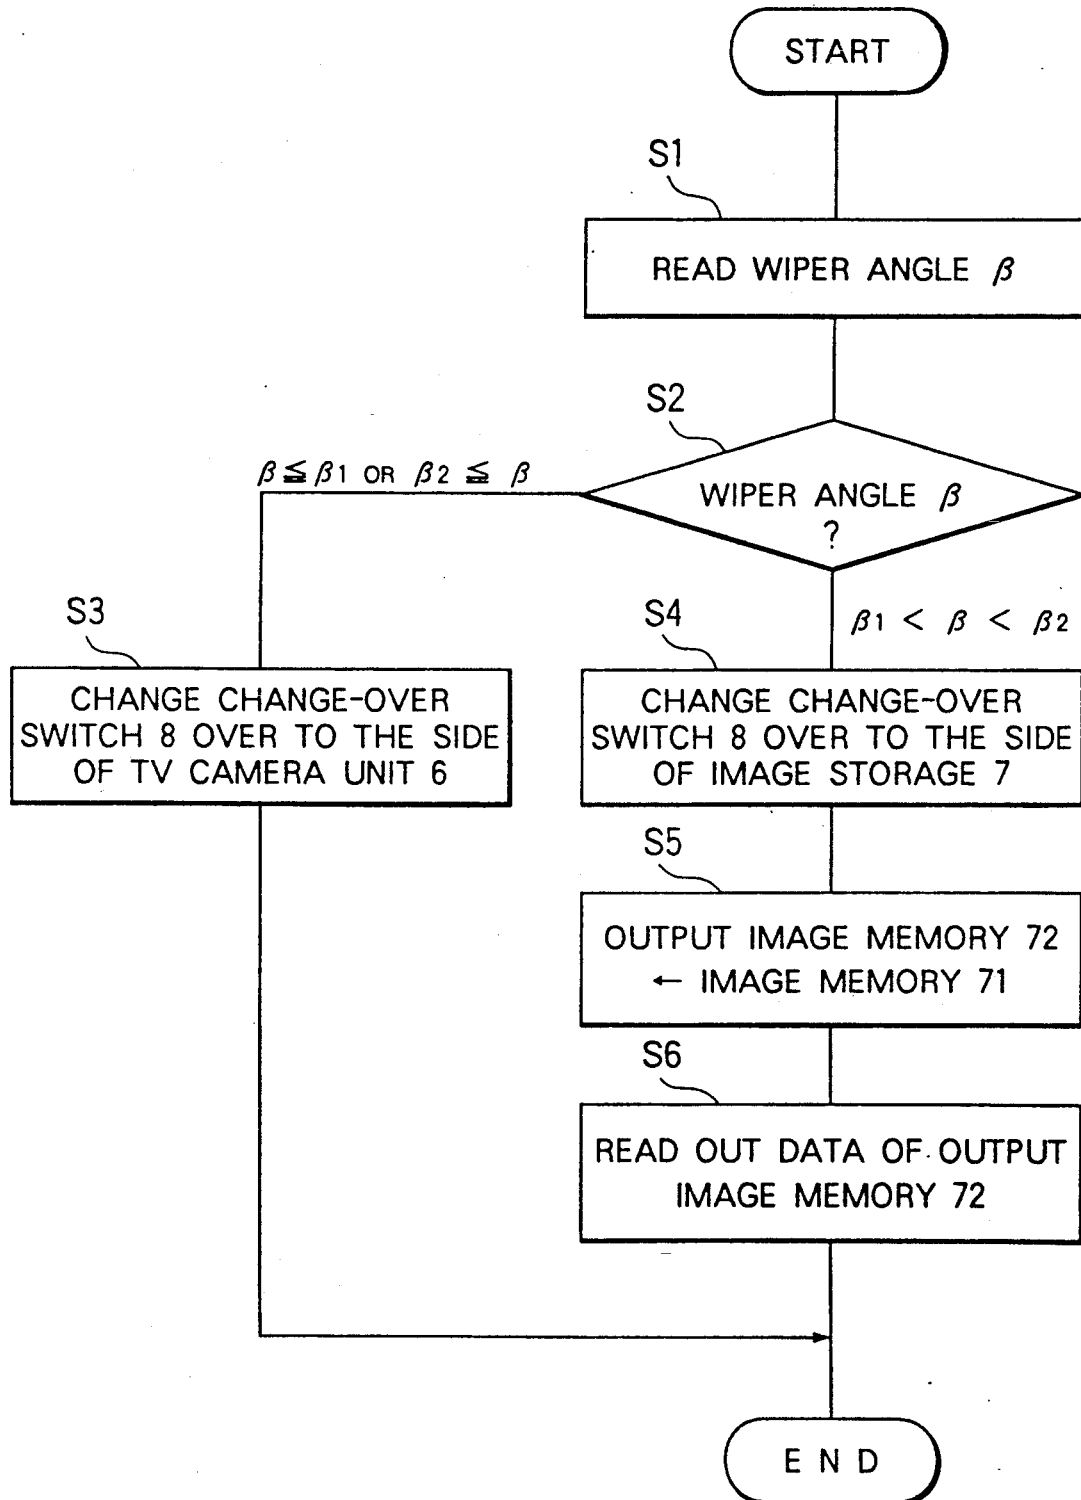 START
S1
READ WIPER ANGLE β
S2
β ≦ β1 OR β2 ≦ β
WIPER ANGLE β
?
β1 < β < β2
S3
CHANGE CHANGE-OVER
SWITCH 8 OVER TO THE SIDE
OF TV CAMERA UNIT 6
S4
CHANGE CHANGE-OVER
SWITCH 8 OVER TO THE SIDE
OF IMAGE STORAGE 7
S5
OUTPUT IMAGE MEMORY 72
← IMAGE MEMORY 71
S6
READ OUT DATA OF OUTPUT
IMAGE MEMORY 72
END